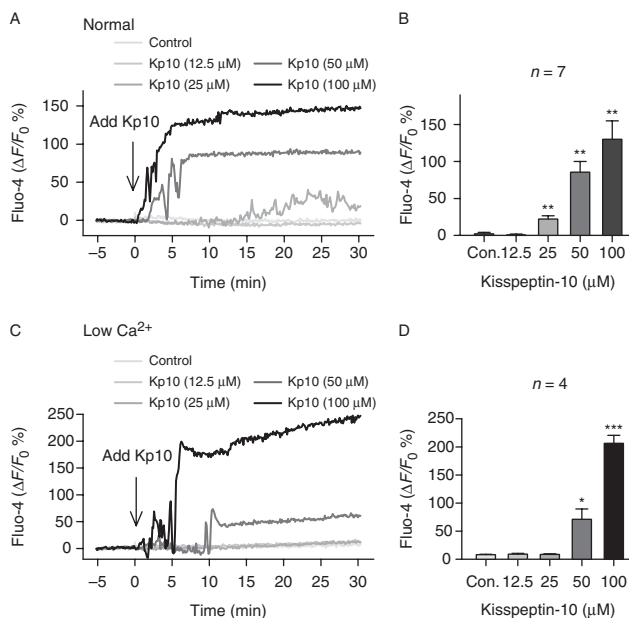 A
Normal
Control
Kp10 (12.5 μM)
Kp10 (50 μM)
Kp10 (25 μM)
Kp10 (100 μM)
Fluo-4 (ΔF/F0 %)
150
100
50
0
Add Kp10
–5 0 5 10 15 20 25 30
Time (min)
B
n = 7
Fluo-4 (ΔF/F0 %)
150
100
50
0
** ** **
Con. 12.5 25 50 100
Kisspeptin-10 (μM)
C
Low Ca2+
Control
Kp10 (12.5 μM)
Kp10 (50 μM)
Kp10 (25 μM)
Kp10 (100 μM)
Fluo-4 (ΔF/F0 %)
250
200
150
100
50
0
Add Kp10
–5 0 5 10 15 20 25 30
Time (min)
D
n = 4
Fluo-4 (ΔF/F0 %)
250
200
150
100
50
0
* ***
Con. 12.5 25 50 100
Kisspeptin-10 (μM)